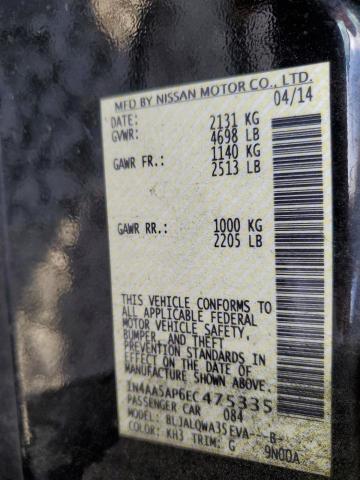 MFD BY NISSAN MOTOR CO., LTD.
04/14
DATE: 2131 KG
GVWR: 4698 LB
GAWR FR.: 1140 KG
2513 LB
GAWR RR.: 1000 KG
2205 LB
THIS VEHICLE CONFORMS TO
ALL APPLICABLE FEDERAL
MOTOR VEHICLE SAFETY,
BUMPER, AND THEFT
PREVENTION STANDARDS
IN EFFECT ON THE DATE OF
MANUFACTURE SHOWN ABOVE.
1N4AA5AP6EC475335
PASSENGER CAR 084
MODEL: BLJALQWA35EVA---B-
COLOR: KH3 TRIM: G 9N00A